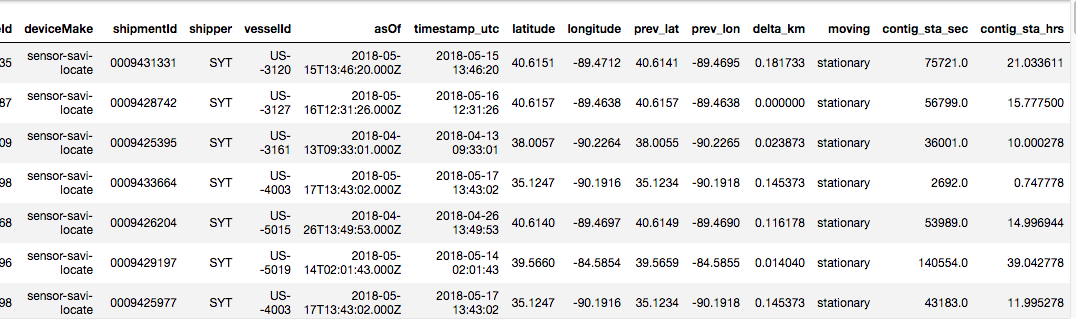 eId deviceMake shipmentId shipper vesselId asOf timestamp_utc latitude longitude prev_lat prev_lon delta_km moving contig_sta_sec contig_sta_hrs
35 sensor-savi- 0009431331 SYT US- 2018-05- 2018-05-15 40.6151 -89.4712 40.6141 -89.4695 0.181733 stationary 75721.0 21.033611
locate -3120 15T13:46:20.000Z 13:46:20
87 sensor-savi- 0009428742 SYT US- 2018-05- 2018-05-16 40.6157 -89.4638 40.6157 -89.4638 0.000000 stationary 56799.0 15.777500
locate -3127 16T12:31:26.000Z 12:31:26
09 sensor-savi- 0009425395 SYT US- 2018-04- 2018-04-13 38.0057 -90.2264 38.0055 -90.2265 0.023873 stationary 36001.0 10.000278
locate -3161 13T09:33:01.000Z 09:33:01
98 sensor-savi- 0009433664 SYT US- 2018-05- 2018-05-17 35.1247 -90.1916 35.1234 -90.1918 0.145373 stationary 2692.0 0.747778
locate -4003 17T13:43:02.000Z 13:43:02
68 sensor-savi- 0009426204 SYT US- 2018-04- 2018-04-26 40.6140 -89.4697 40.6149 -89.4690 0.116178 stationary 53989.0 14.996944
locate -5015 26T13:49:53.000Z 13:49:53
96 sensor-savi- 0009429197 SYT US- 2018-05- 2018-05-14 39.5660 -84.5854 39.5659 -84.5855 0.014040 stationary 140554.0 39.042778
locate -5019 14T02:01:43.000Z 02:01:43
98 sensor-savi- 0009425977 SYT US- 2018-05- 2018-05-17 35.1247 -90.1916 35.1234 -90.1918 0.145373 stationary 43183.0 11.995278
locate -4003 17T13:43:02.000Z 13:43:02